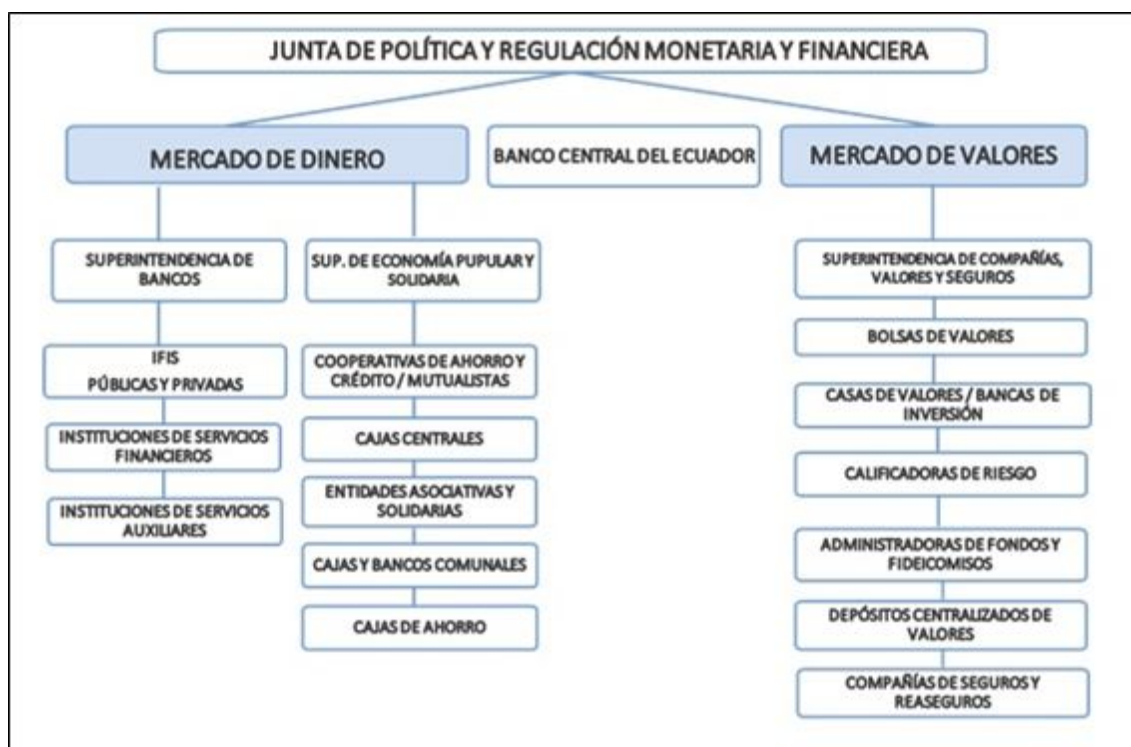 JUNTA DE POLÍTICA Y REGULACIÓN MONETARIA Y FINANCIERA
MERCADO DE DINERO
BANCO CENTRAL DEL ECUADOR
MERCADO DE VALORES
SUPERINTENDENCIA DE
BANCOS
IFIS
PÚBLICAS Y PRIVADAS
INSTITUCIONES DE SERVICIOS
FINANCIEROS
INSTITUCIONES DE SERVICIOS
AUXILIARES
SUP. DE ECONOMÍA PUPULAR Y
SOLIDARIA
COOPERATIVAS DE AHORRO Y
CRÉDITO / MUTUALISTAS
CAJAS CENTRALES
ENTIDADES ASOCIATIVAS Y
SOLIDARIAS
CAJAS Y BANCOS COMUNALES
CAJAS DE AHORRO
SUPERINTENDENCIA DE COMPAÑÍAS,
VALORES Y SEGUROS
BOLSAS DE VALORES
CASAS DE VALORES / BANCAS DE
INVERSIÓN
CALIFICADORAS DE RIESGO
ADMINISTRADORAS DE FONDOS Y
FIDEICOMISOS
DEPÓSITOS CENTRALIZADOS DE
VALORES
COMPAÑÍAS DE SEGUROS Y
REASEGUROS